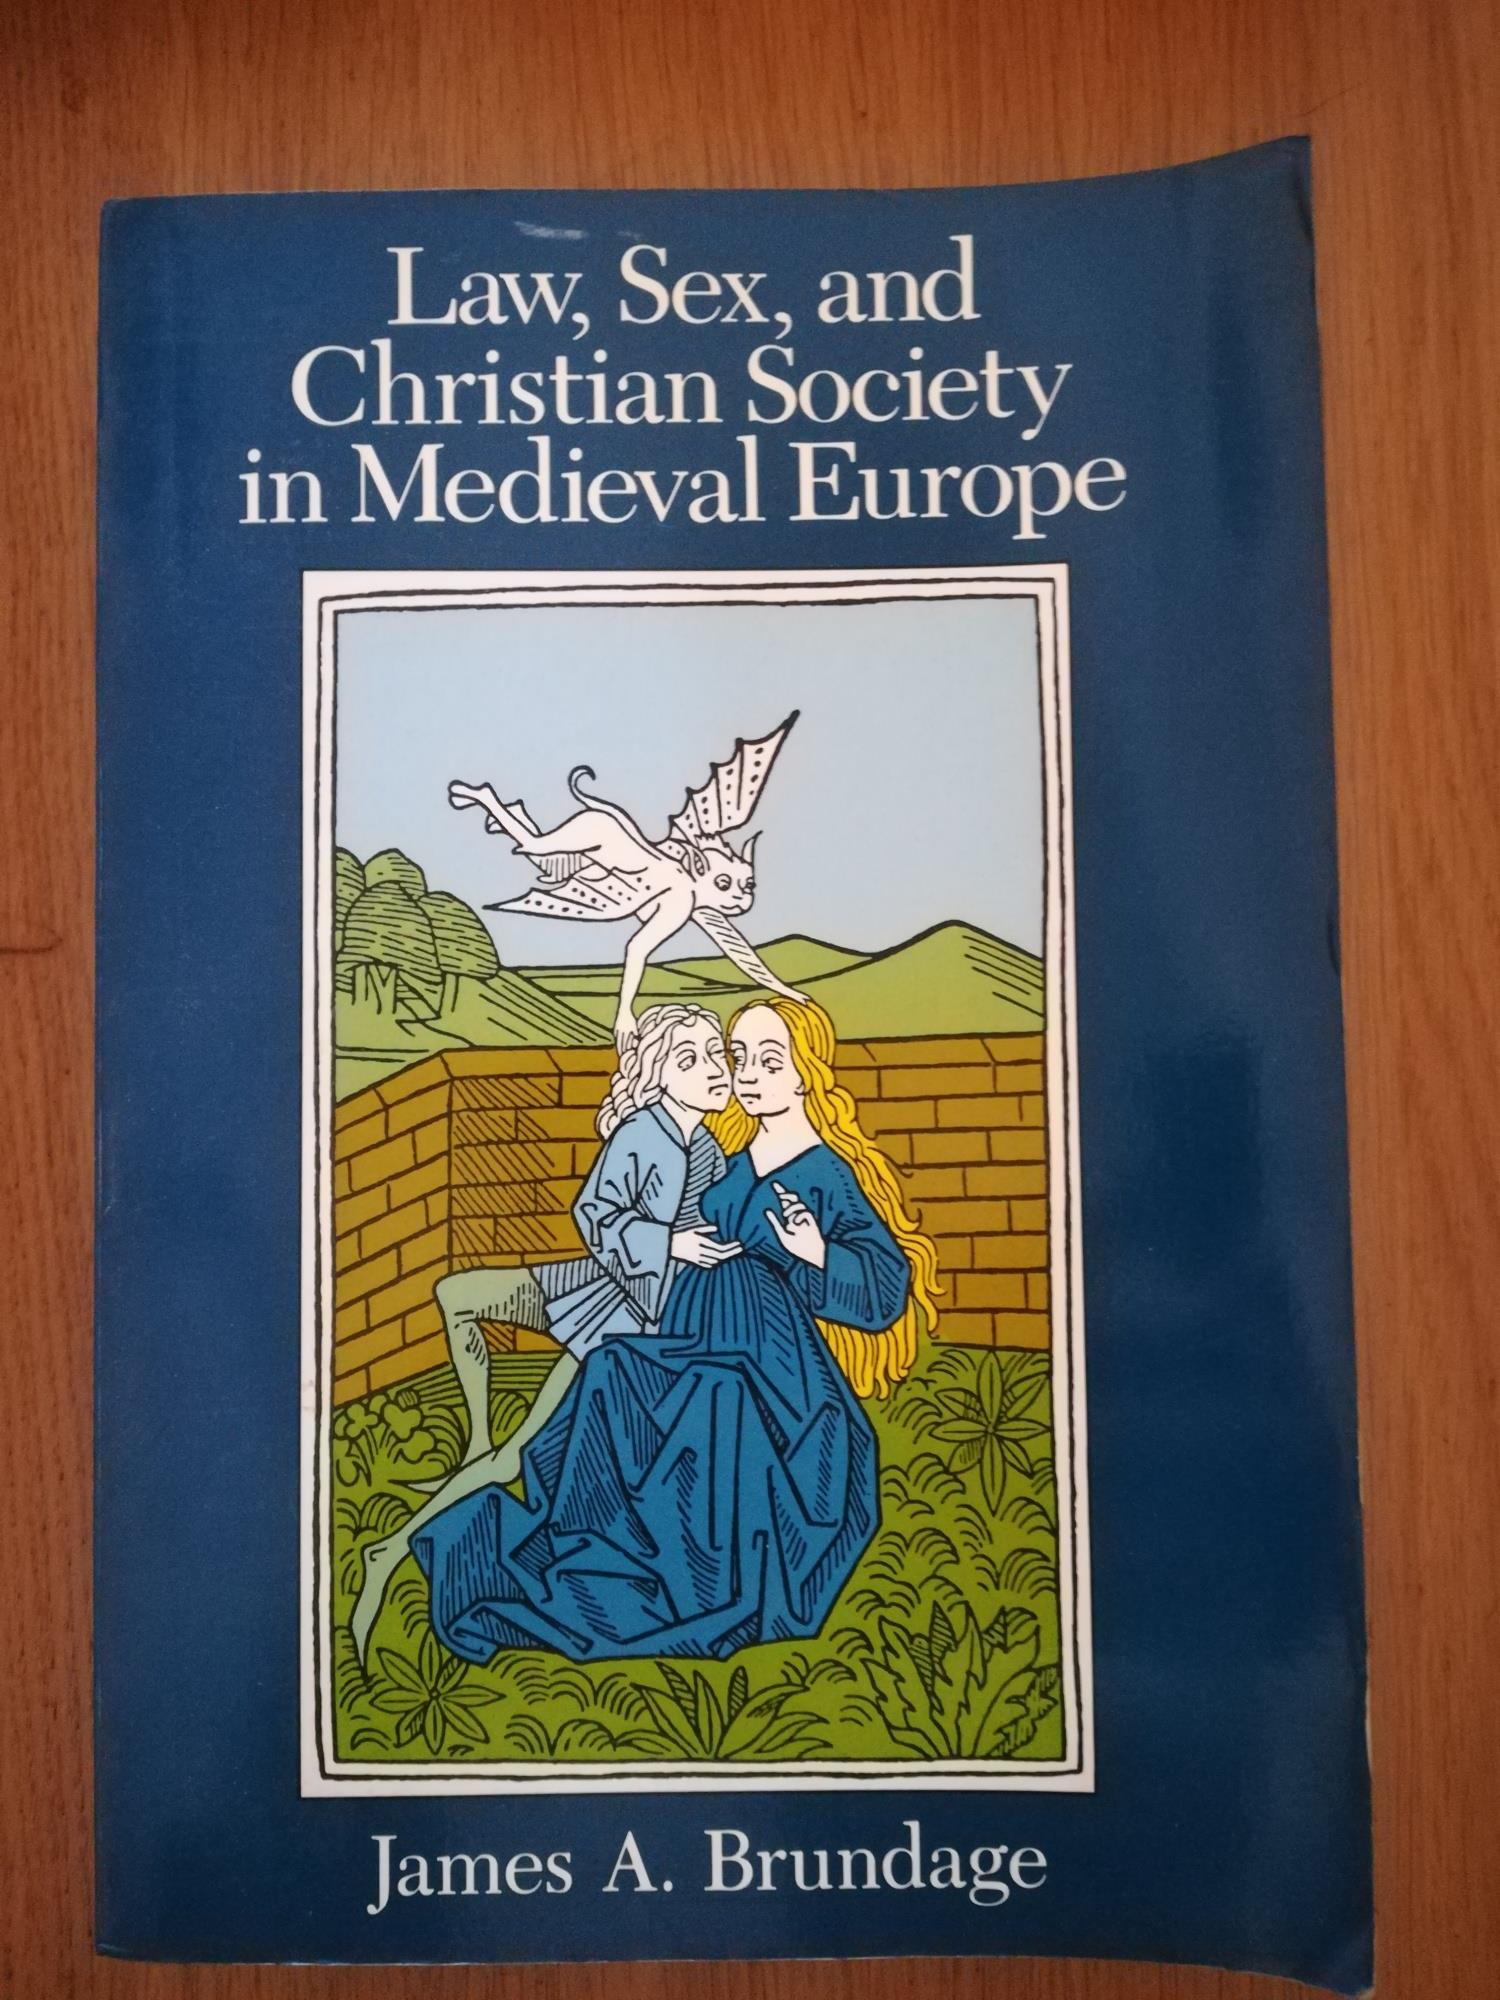 Law, Sex, and
Christian Society
in Medieval Europe
James A. Brundage